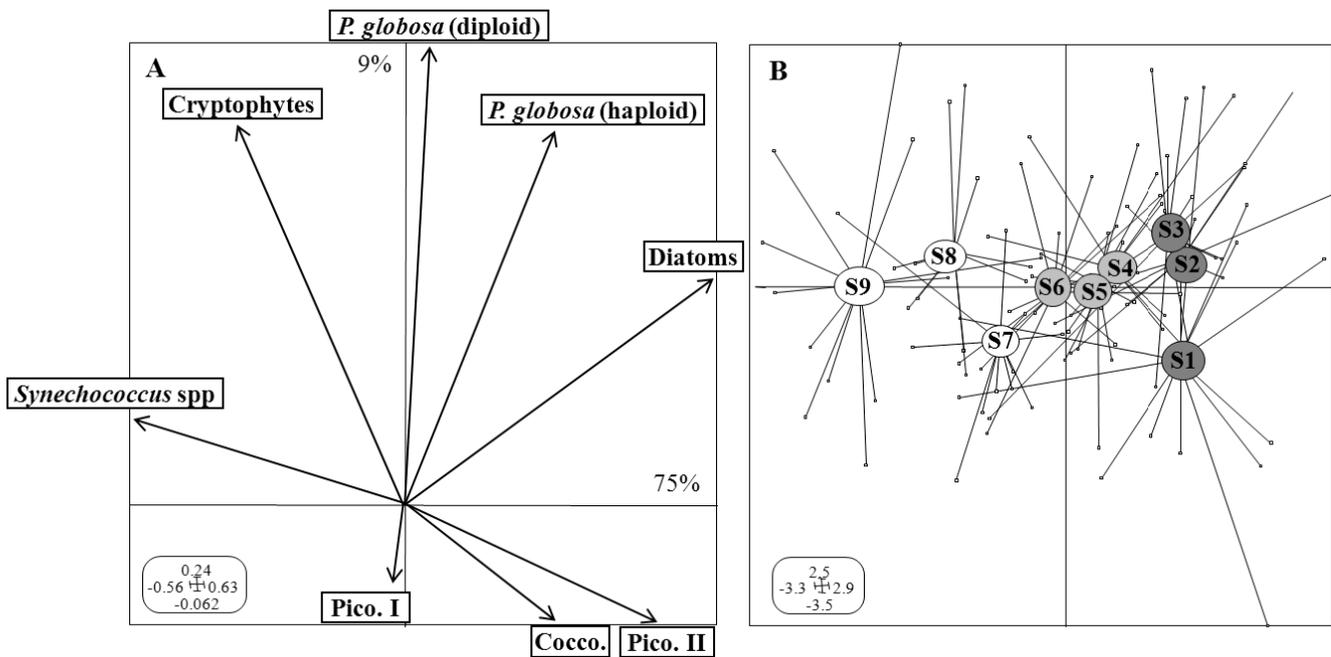 P. globosa (diploid)
A
9%
Cryptophytes
P. globosa (haploid)
Diatoms
Synechococcus spp
75%
0.24
-0.56 0.63
-0.062
Pico. I
Cocco.
Pico. II
B
S3
S2
S4
S8
S9
S6
S5
S7
S1
2.5
-3.3 2.9
-3.5